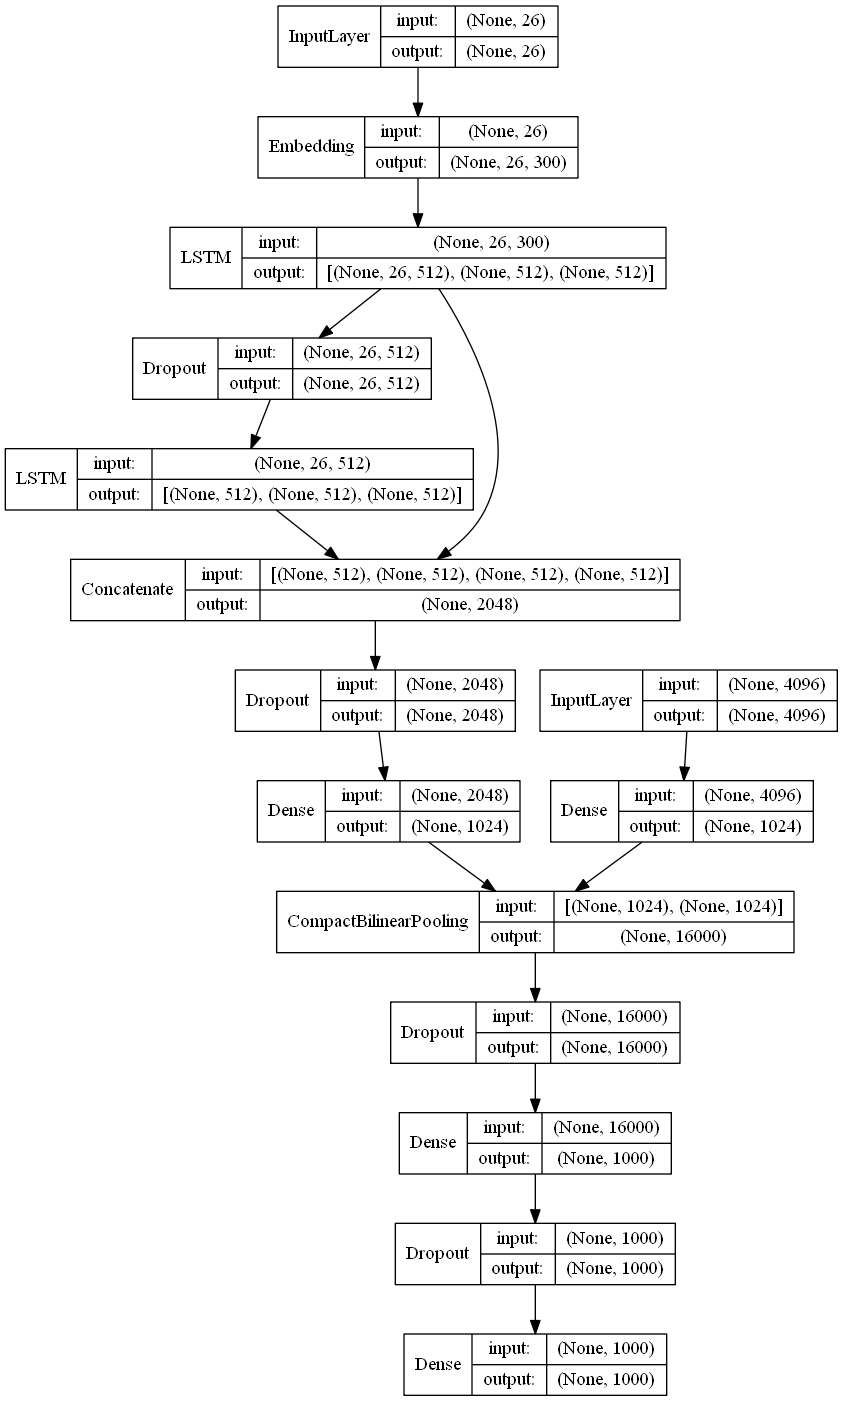 InputLayer
input: (None, 26)
output: (None, 26)
Embedding
input: (None, 26)
output: (None, 26, 300)
LSTM
input: (None, 26, 300)
output: [(None, 26, 512), (None, 512), (None, 512)]
Dropout
input: (None, 26, 512)
output: (None, 26, 512)
LSTM
input: (None, 26, 512)
output: [(None, 512), (None, 512), (None, 512)]
Concatenate
input: [(None, 512), (None, 512), (None, 512), (None, 512)]
output: (None, 2048)
Dropout
input: (None, 2048)
output: (None, 2048)
InputLayer
input: (None, 4096)
output: (None, 4096)
Dense
input: (None, 2048)
output: (None, 1024)
Dense
input: (None, 4096)
output: (None, 1024)
CompactBilinearPooling
input: [(None, 1024), (None, 1024)]
output: (None, 16000)
Dropout
input: (None, 16000)
output: (None, 16000)
Dense
input: (None, 16000)
output: (None, 1000)
Dropout
input: (None, 1000)
output: (None, 1000)
Dense
input: (None, 1000)
output: (None, 1000)